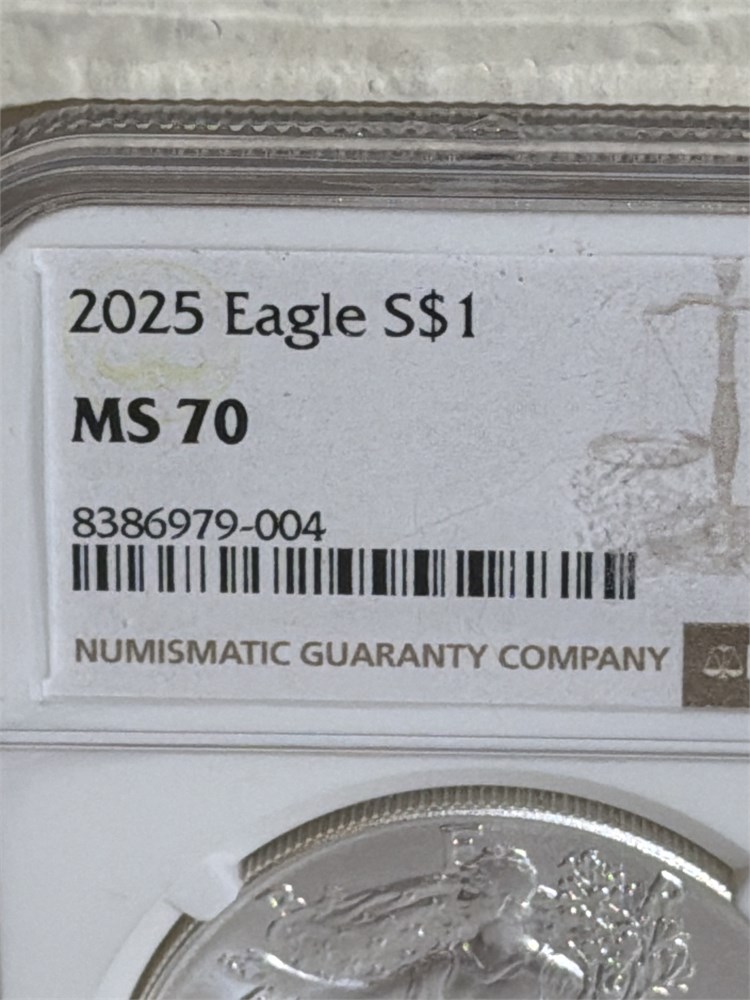 2025 Eagle S$1
MS 70
8386979-004
NUMISMATIC GUARANTY COMPANY